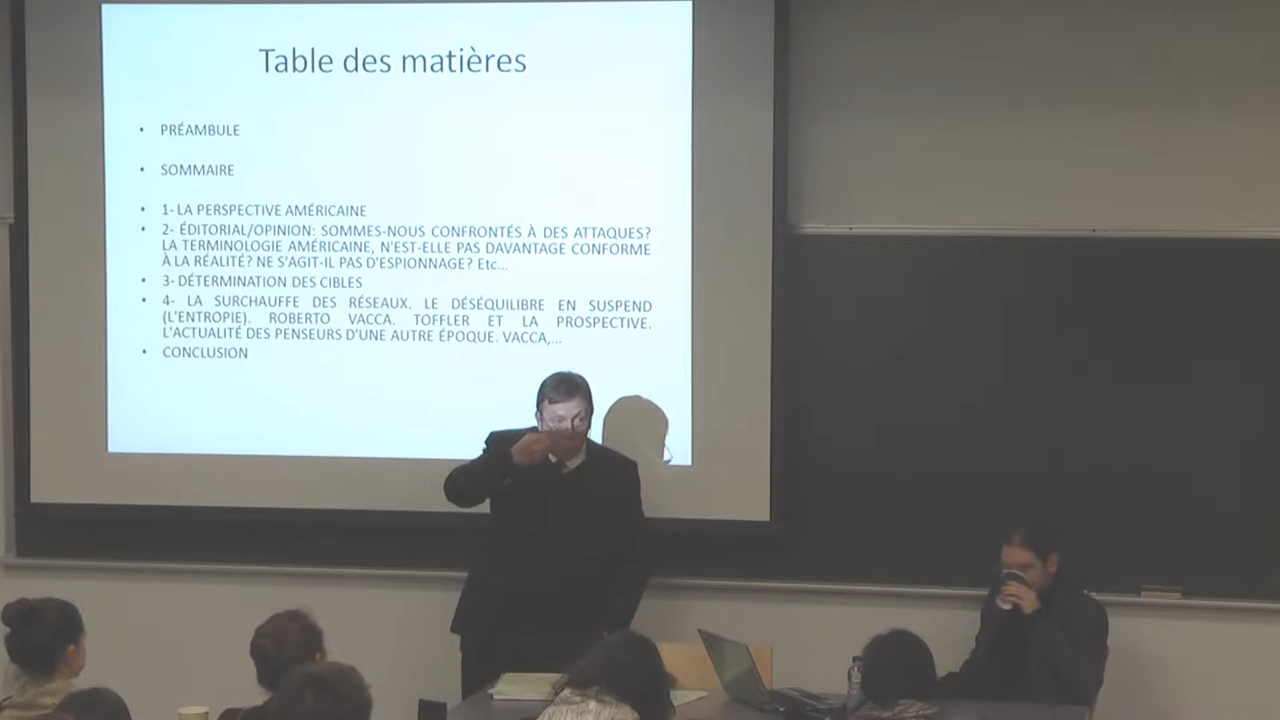 Table des matières
• PRÉAMBULE
• SOMMAIRE
• 1- LA PERSPECTIVE AMÉRICAINE
• 2- ÉDITORIAL/OPINION: SOMMES-NOUS CONFRONTÉS À DES ATTAQUES?
LA TERMINOLOGIE AMÉRICAINE, N'EST-ELLE PAS DAVANTAGE CONFORME
À LA RÉALITÉ? NE S'AGIT-IL PAS D'ESPIONNAGE? Etc...
• 3- DÉTERMINATION DES CIBLES
• 4- LA SURCHAUFFE DES RÉSEAUX. LE DÉSÉQUILIBRE EN SUSPEND
(L'ENTROPIE). ROBERTO VACCA. TOFFLER ET LA PROSPECTIVE.
L'ACTUALITÉ DES PENSEURS D'UNE AUTRE ÉPOQUE. VACCA,...
• CONCLUSION